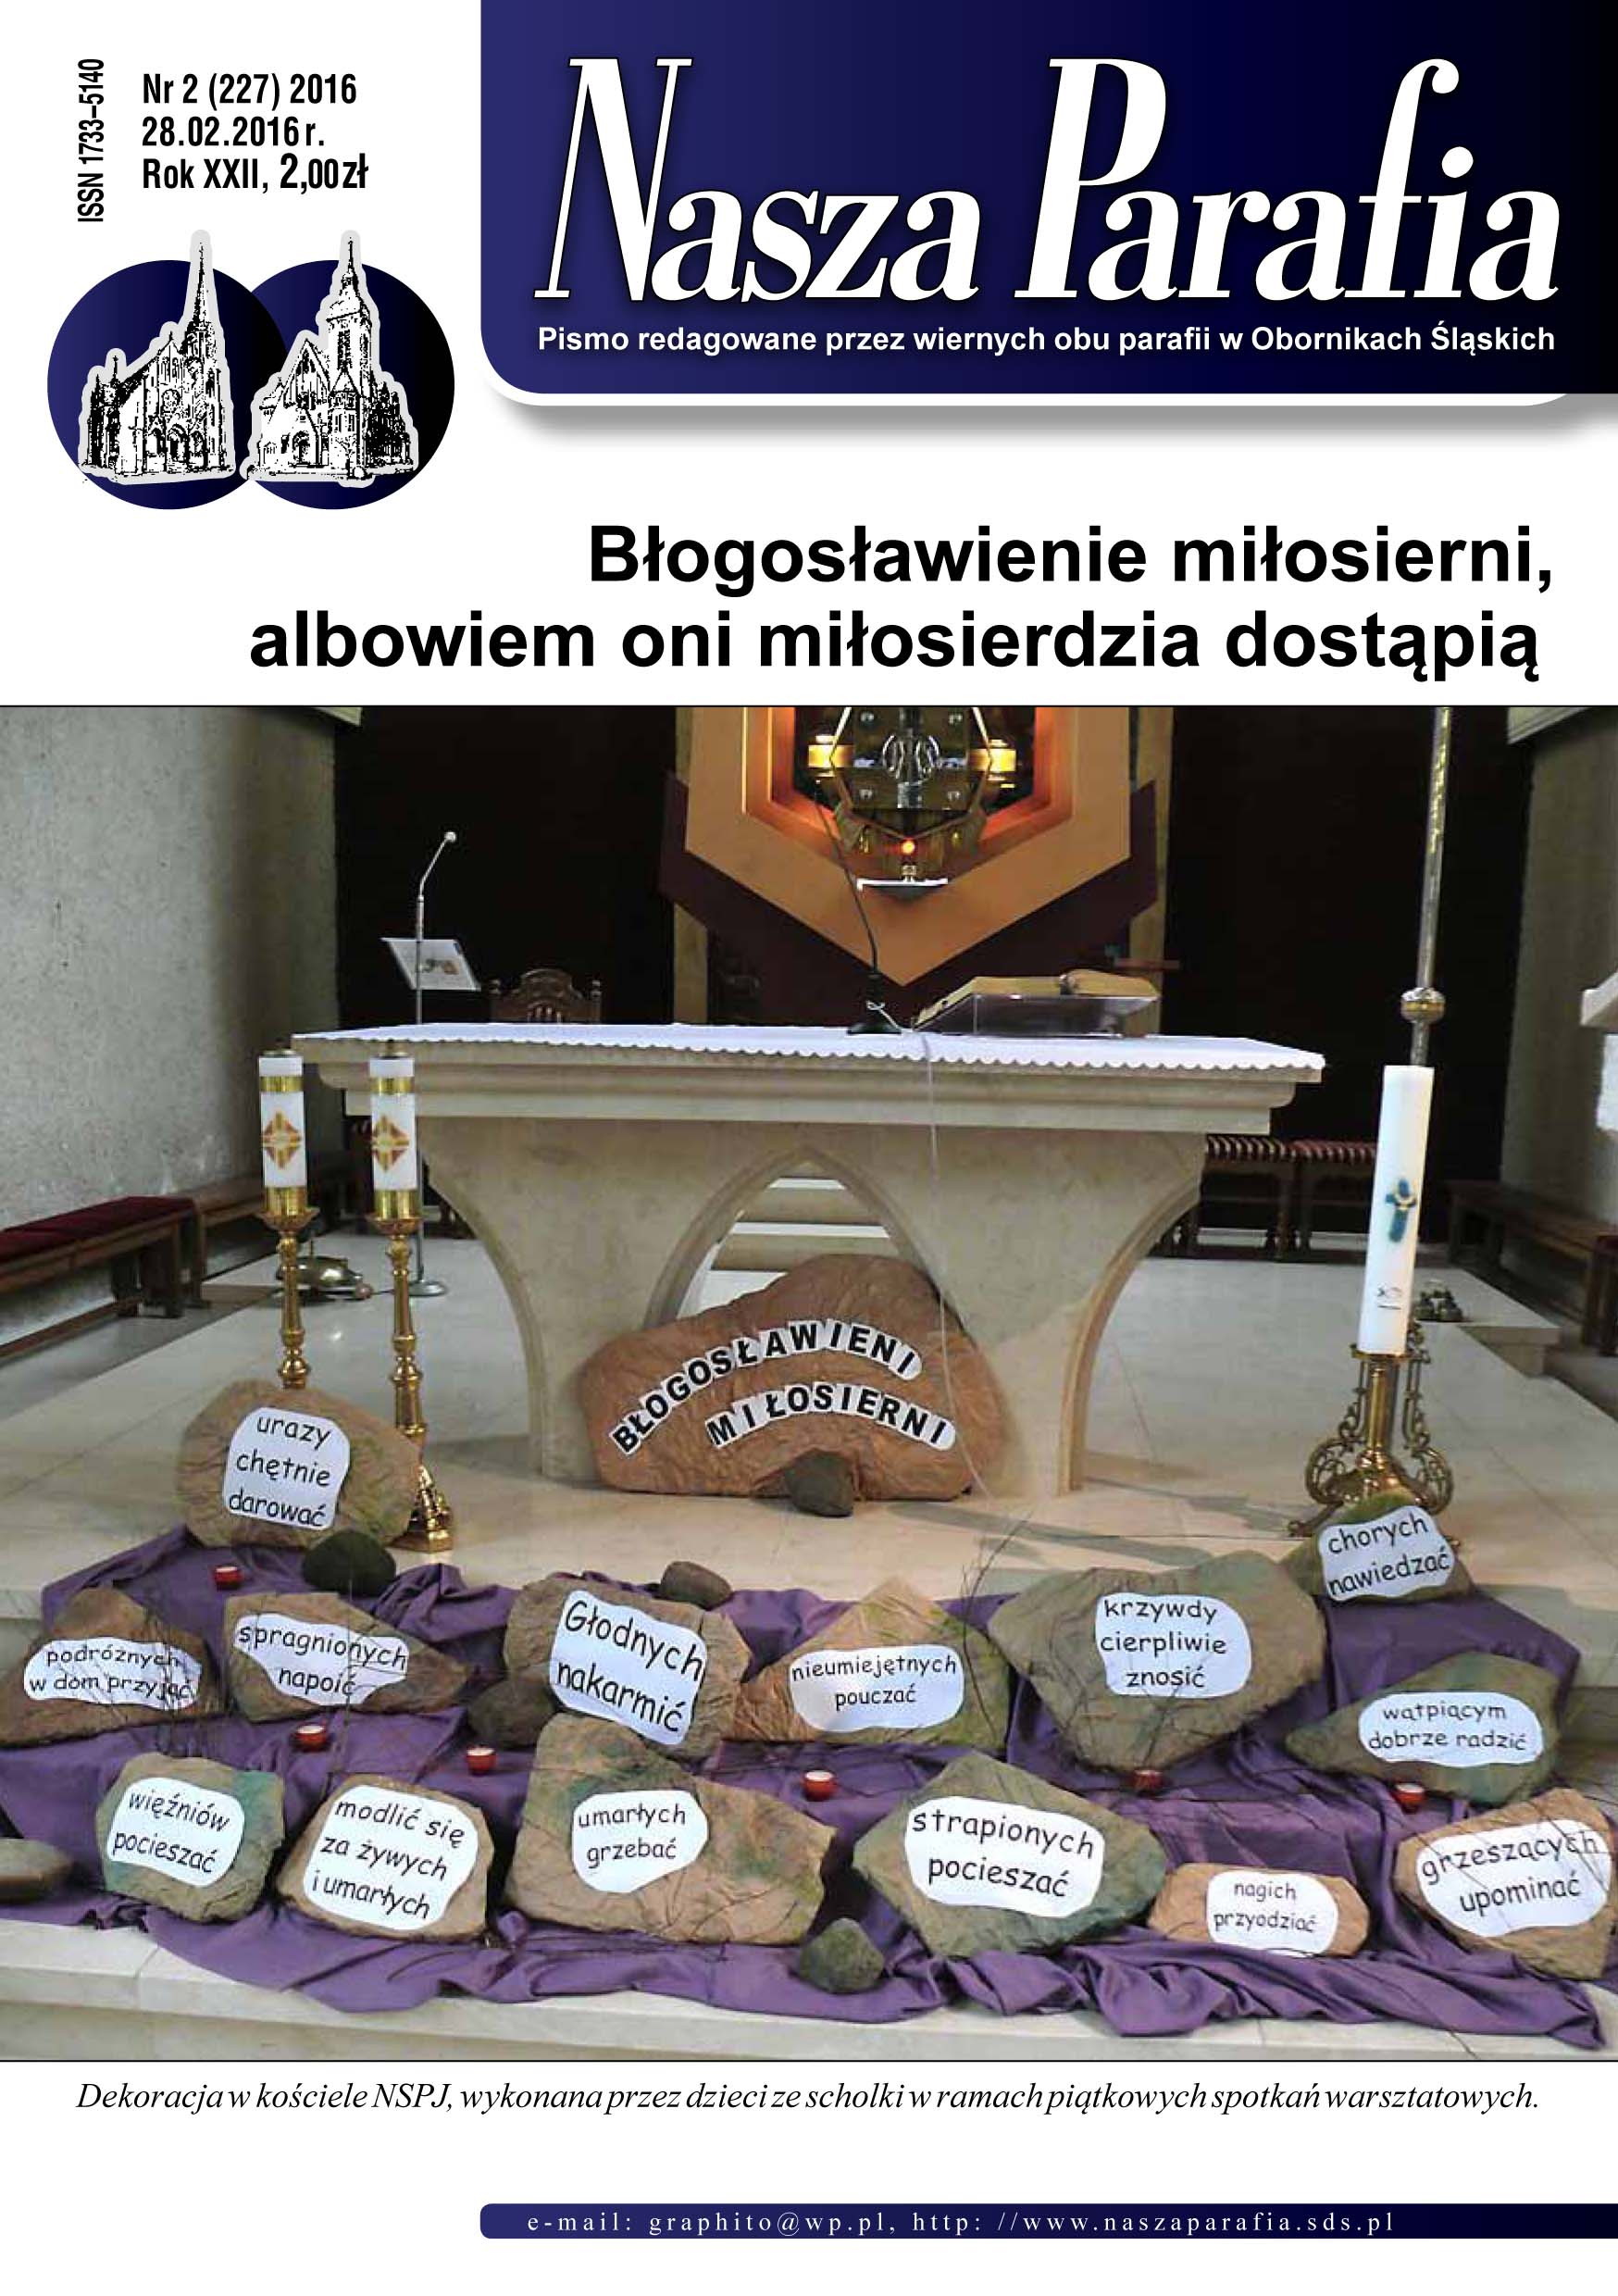 ISSN 1733–5140
Nr 2 (227) 2016
28.02.2016 r.
Rok XXII, 2,00 zł
Nasza Parafia
Pismo redagowane przez wiernych obu parafii w Obornikach Śląskich
Błogosławienie miłosierni,
albowiem oni miłosierdzia dostąpią
BŁOGOSŁAWIENI
MIŁOSIERNI
urazy
chętnie
darować
chorych
nawiedzać
podróżnych
w dom przyjąć
spragnionych
napoić
Głodnych
nakarmić
nieumiejętnych
pouczać
krzywdy
cierpliwie
znosić
wątpiącym
dobrze radzić
więźniów
pocieszać
modlić się
za żywych
i umarłych
umarłych
grzebać
strapionych
pocieszać
nagich
przyodziać
grzeszących
upominać
Dekoracja w kościele NSPJ, wykonana przez dzieci ze scholki w ramach piątkowych spotkań warsztatowych.
e-mail: graphito@wp.pl, http: //www.naszaparafia.sds.pl